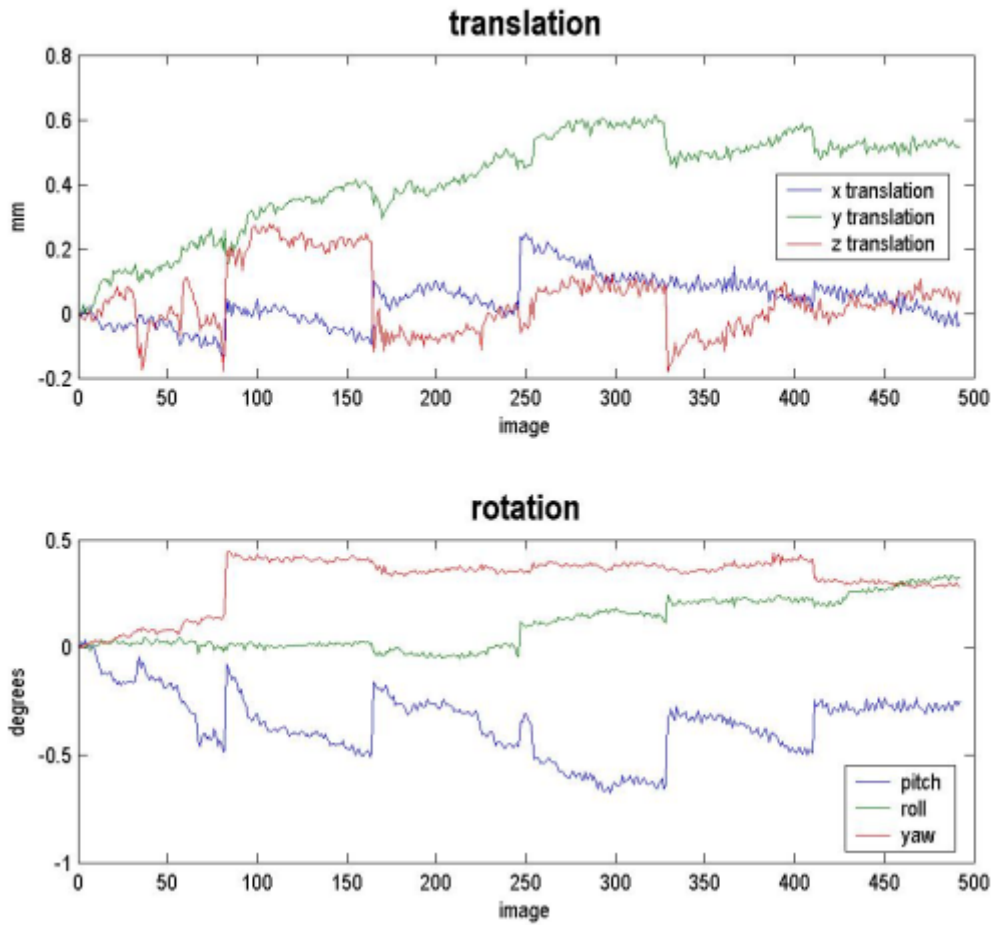 translation
0.8
0.6
0.4
0.2
0
-0.2
mm
x translation
y translation
z translation
0 50 100 150 200 250 300 350 400 450 500
image
rotation
0.5
0
-0.5
-1
degrees
pitch
roll
yaw
0 50 100 150 200 250 300 350 400 450 500
image